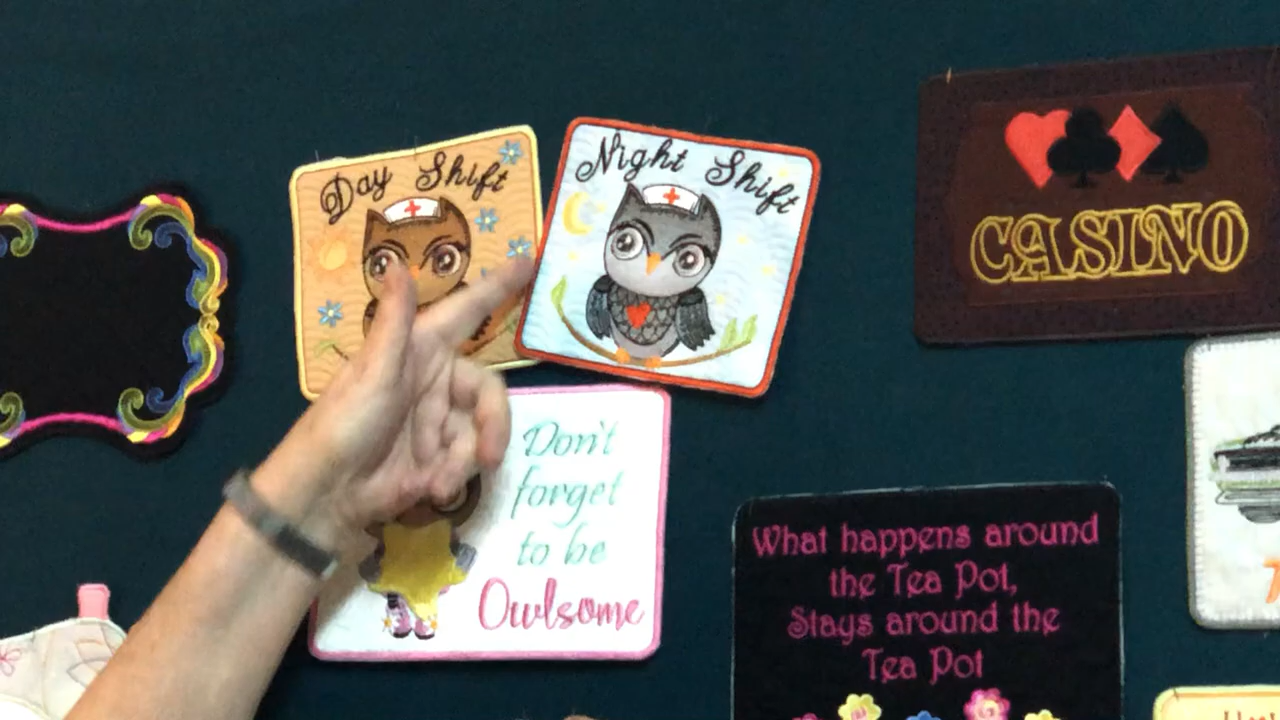 Day Shift
Night Shift
CASINO
Don't
forget
to be
Owlsome
What happens around
the Tea Pot,
Stays around the
Tea Pot